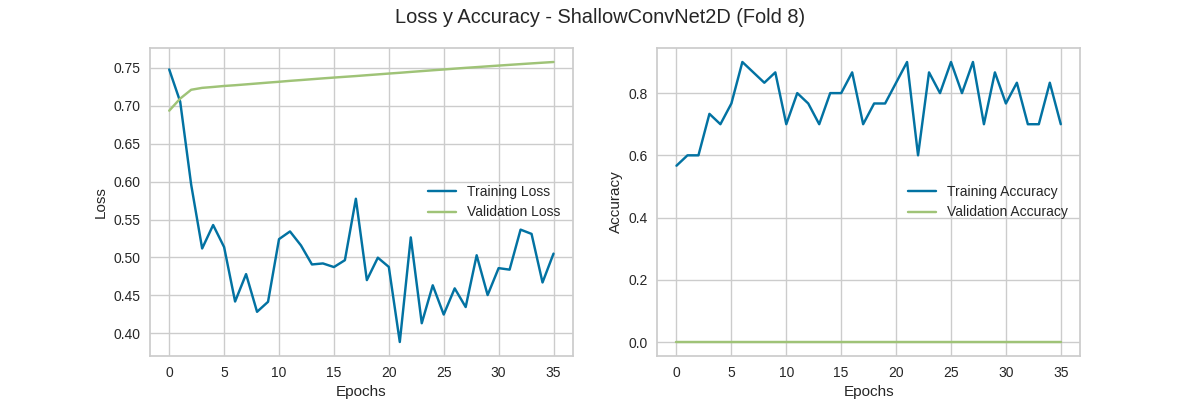 Loss y Accuracy - ShallowConvNet2D (Fold 8)
0.75
0.70
0.65
0.60
0.55
0.50
0.45
0.40
Loss
Training Loss
Validation Loss
0 5 10 15 20 25 30 35
Epochs
0.8
0.6
0.4
0.2
0.0
Accuracy
Training Accuracy
Validation Accuracy
0 5 10 15 20 25 30 35
Epochs